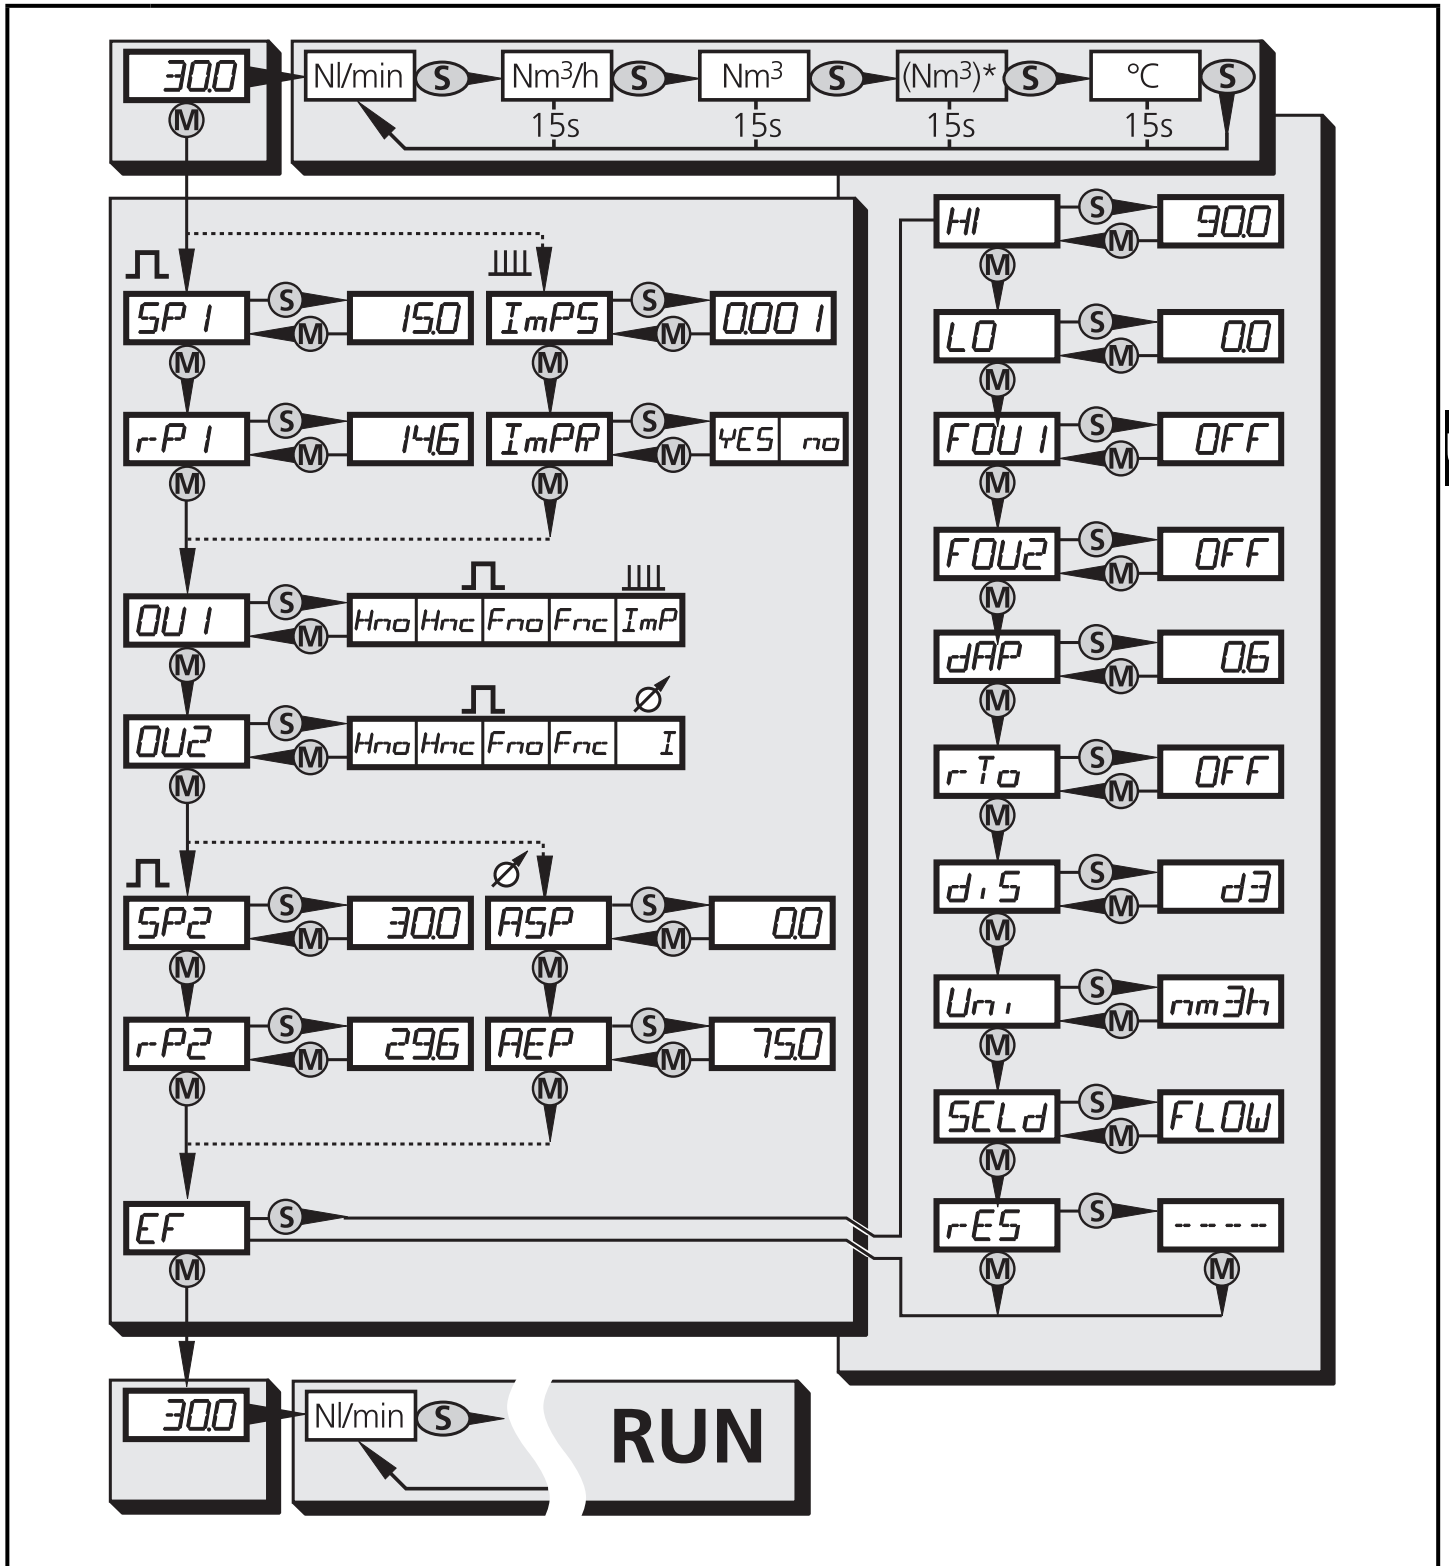 30.0 Nl/min S Nm³/h S Nm³ S (Nm³)* S °C S
M 15s 15s 15s 15s
SP1 S 15.0 M
M
rP1 S 14.6 M
M
ImPS S 0.001 M
M
ImPR S YES no M
M
OU1 S Hno Hnc Fno Fnc ImP M
M
OU2 S Hno Hnc Fno Fnc I M
M
SP2 S 30.0 M
M
rP2 S 29.6 M
M
ASP S 0.0 M
M
AEP S 75.0 M
M
EF S
M
HI S 90.0 M
M
LO S 0.0 M
M
FOU1 S OFF M
M
FOU2 S OFF M
M
dAP S 0.6 M
M
rTo S OFF M
M
diS S d3 M
M
Uni S nm3h M
M
SELd S FLOW M
M
rES S ----
M M
30.0 Nl/min S RUN